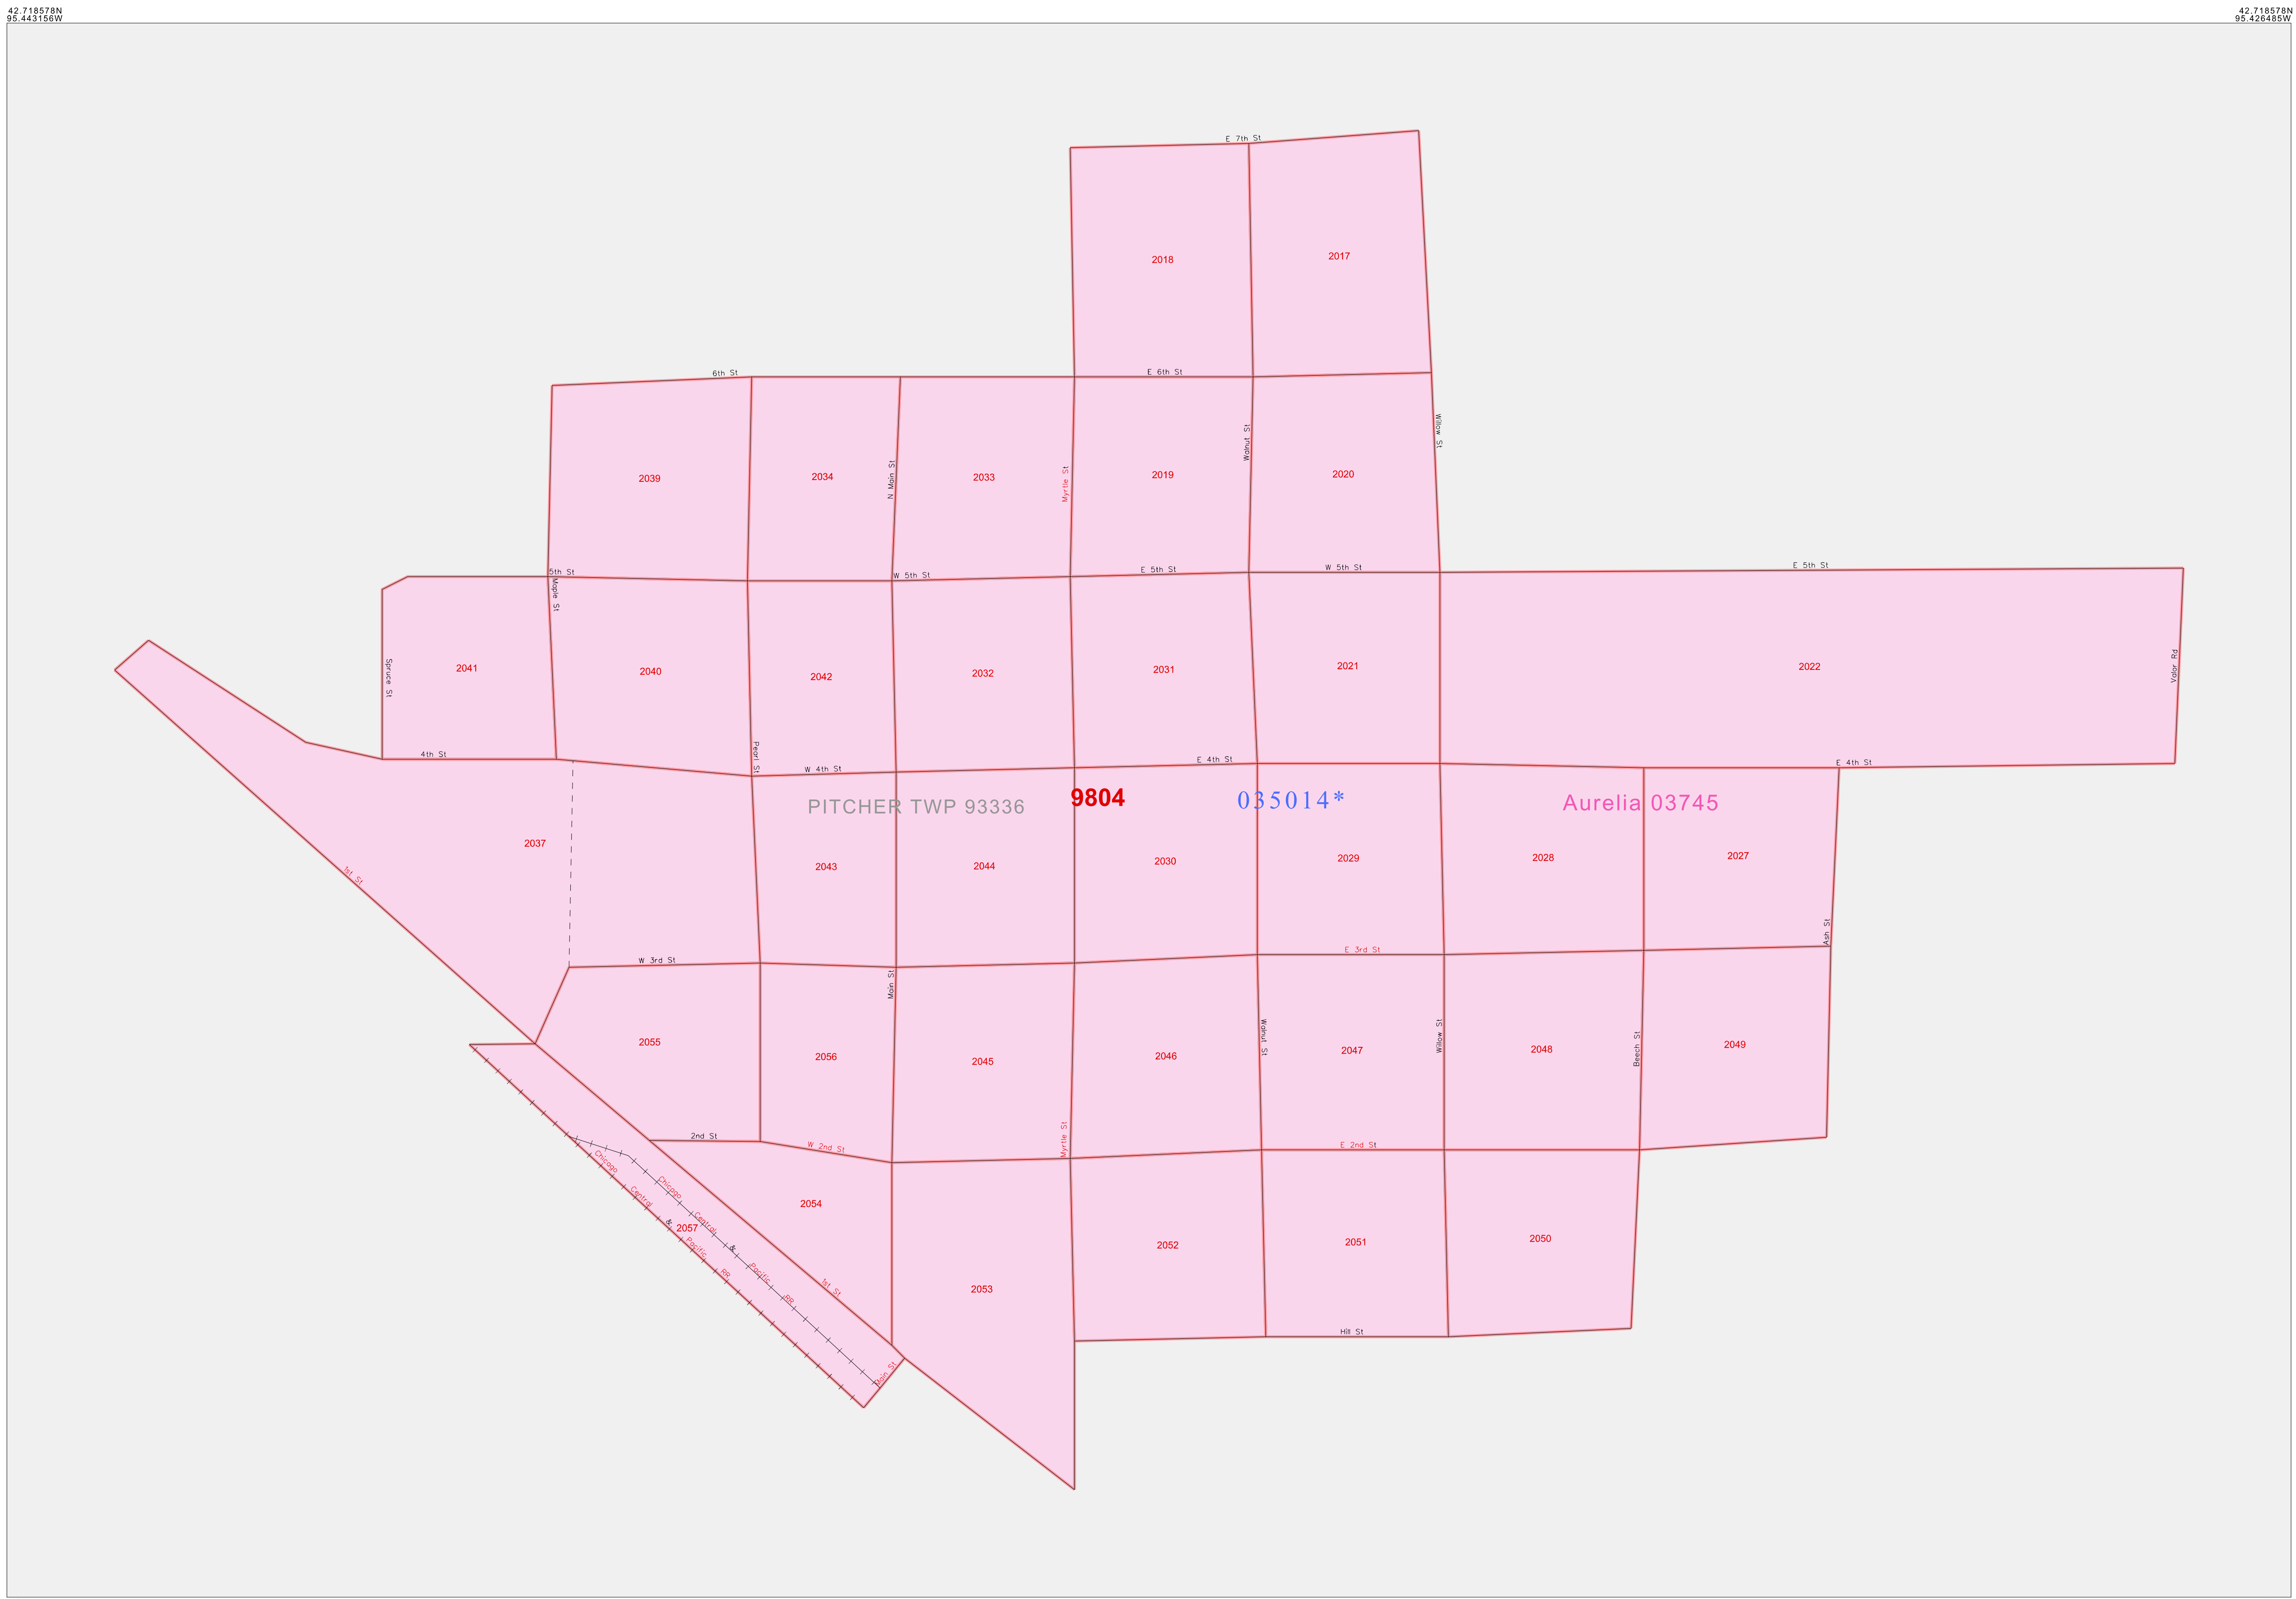 42.718578N
95.443156W
42.718578N
95.426485W
E 7th St
2018
2017
6th St
E 6th St
Willow St
Walnut St
N Main St
Myrtle St
2039
2034
2033
2019
2020
5th St
W 5th St
E 5th St
W 5th St
E 5th St
Maple St
Spruce St
2041
2040
2042
2032
2031
2021
2022
Valor Rd
4th St
Pearl St
W 4th St
E 4th St
E 4th St
PITCHER TWP 93336
9804
035014*
Aurelia 03745
2037
1st St
2043
2044
2030
2029
2028
2027
Ash St
W 3rd St
E 3rd St
Main St
Walnut St
Willow St
Beech St
2055
2056
2045
2046
2047
2048
2049
2nd St
W 2nd St
Myrtle St
E 2nd St
Chicago Central & Pacific RR
Chicago Central & Pacific RR
2057
2054
1st St
2053
2052
2051
2050
Hill St
Main St